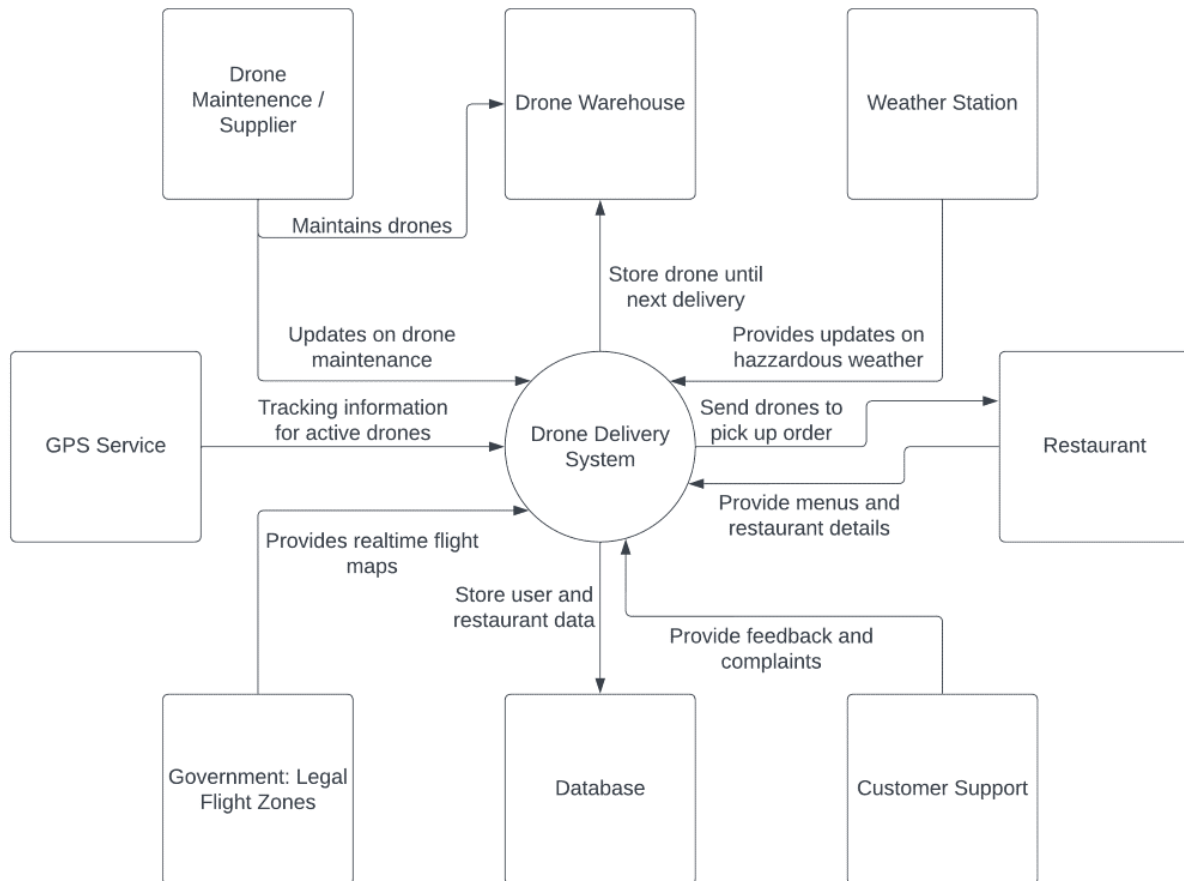 Drone
Maintenence /
Supplier
Drone Warehouse
Weather Station
Maintains drones
Store drone until
next delivery
Updates on drone
maintenance
Provides updates on
hazzardous weather
GPS Service
Tracking information
for active drones
Drone Delivery
System
Send drones to
pick up order
Restaurant
Provide menus and
restaurant details
Provides realtime flight
maps
Store user and
restaurant data
Provide feedback and
complaints
Government: Legal
Flight Zones
Database
Customer Support